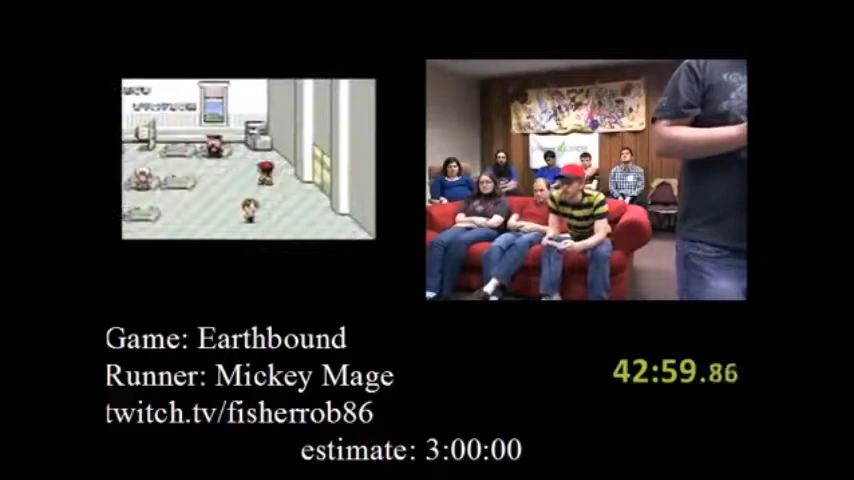 Game: Earthbound
Runner: Mickey Mage
twitch.tv/fisherrob86
estimate: 3:00:00
42:59.86